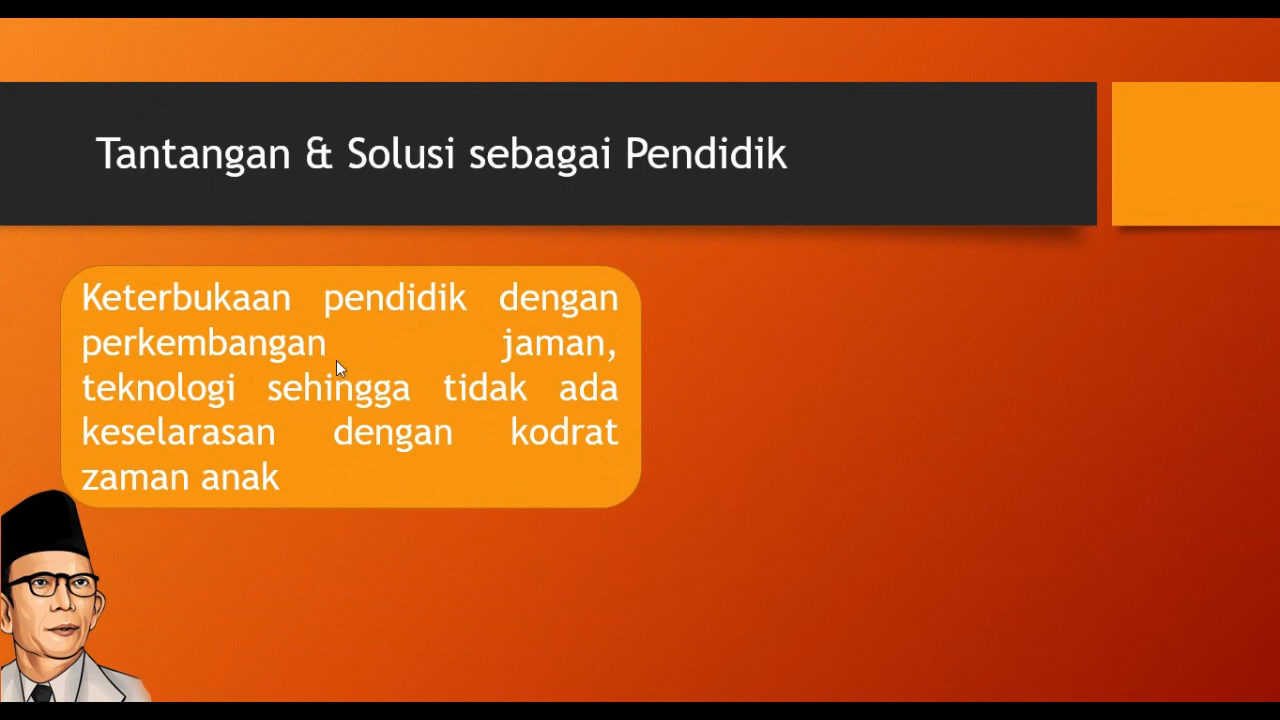 Tantangan & Solusi sebagai Pendidik
Keterbukaan pendidik dengan
perkembangan jaman,
teknologi sehingga tidak ada
keselarasan dengan kodrat
zaman anak